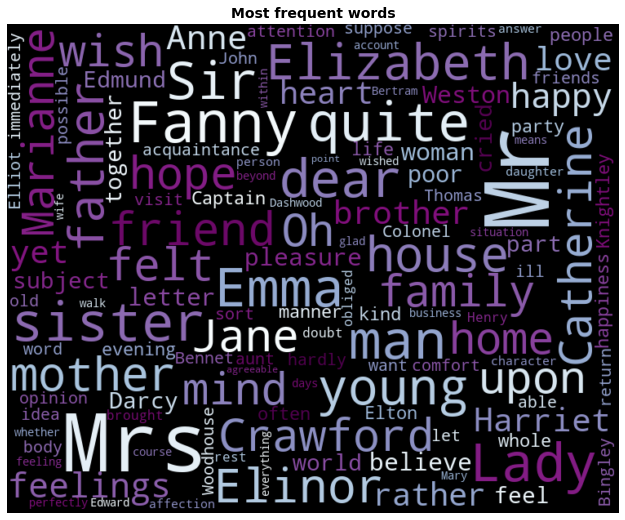 Most frequent words
Elliot
immediately
Marianne
possible
wish
father
Edmund
together
Anne
Sir
attention
John
suppose
spirits
answer
account
people
friends
Elizabeth
love
heart
within
Bertram
Weston
happy
party
means
daughter
Fanny
quite
cried
Mr
acquaintance
life
woman
hope
person
beyond
point
wished
poor
dear
wife
visit
Captain
Dashwood
Thomas
situation
Catherine
Knightley
happiness
friend
Oh
brother
glad
Colonel
house
part
yet
felt
pleasure
ill
subject
letter
Emma
obliged
family
old
walk
sort
manner
kind
business
Henry
return
sister
Jane
doubt
man
home
word
evening
Bennet
aunt
hardly
want
comfort
character
mother
agreeable
mind
days
young
upon
able
opinion
Darcy
idea
brought
often
Elton
Harriet
Bingley
Mrs
whether
body
Woodhouse
Crawford
let
whole
feeling
course
rest
everything
world
believe
Mary
Lady
feelings
Elinor
rather
feel
perfectly
Edward
affection